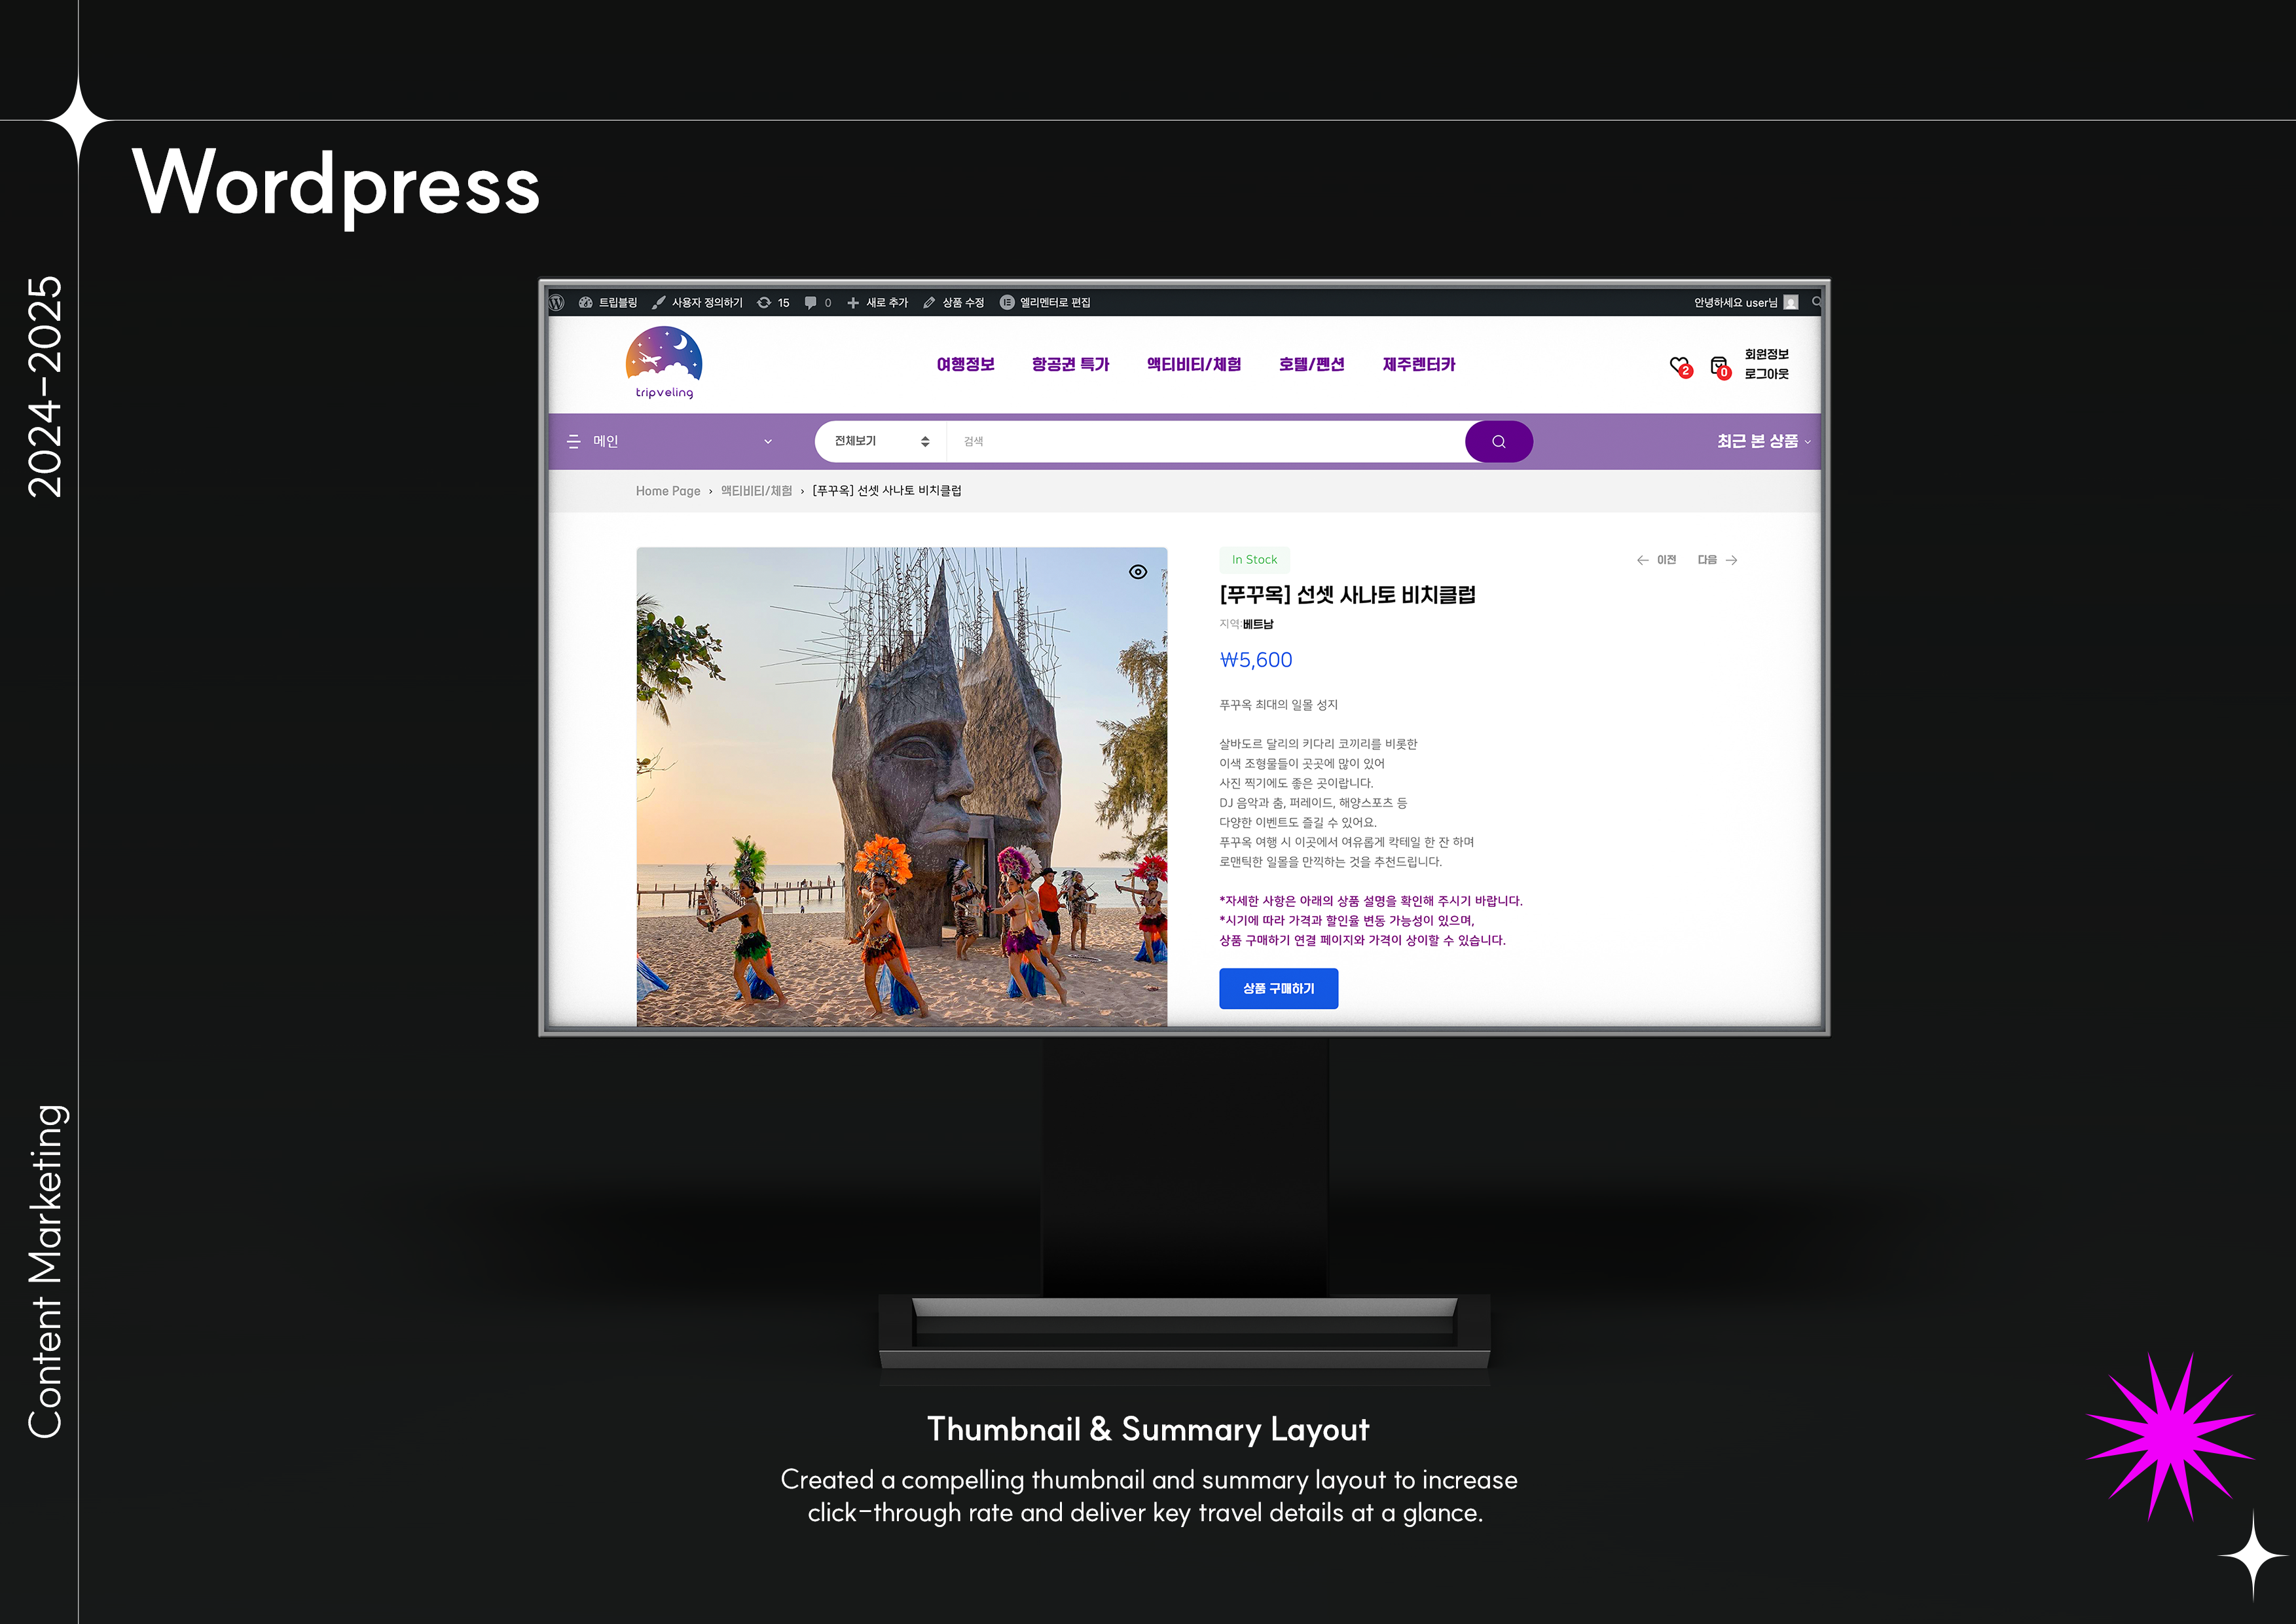 Wordpress
2024-2025
Content Marketing
트립블링 사용자 정의하기 15 0 새로 추가 상품 수정 엘리멘터로 편집 안녕하세요 user님
tripveling
여행정보 항공권 특가 액티비티/체험 호텔/펜션 제주렌터카
2 0
회원정보
로그아웃
메인 전체보기 검색 최근 본 상품
Home Page › 액티비티/체험 › [푸꾸옥] 선셋 사나토 비치클럽
In Stock
← 이전 다음 →
[푸꾸옥] 선셋 사나토 비치클럽
지역:베트남
₩5,600
푸꾸옥 최대의 일몰 성지
살바도르 달리의 키다리 코끼리를 비롯한
이색 조형물들이 곳곳에 많이 있어
사진 찍기에도 좋은 곳이랍니다.
DJ 음악과 춤, 퍼레이드, 해양스포츠 등
다양한 이벤트도 즐길 수 있어요.
푸꾸옥 여행 시 이곳에서 여유롭게 칵테일 한 잔 하며
로맨틱한 일몰을 만끽하는 것을 추천드립니다.
*자세한 사항은 아래의 상품 설명을 확인해 주시기 바랍니다.
*시기에 따라 가격과 할인율 변동 가능성이 있으며,
상품 구매하기 연결 페이지와 가격이 상이할 수 있습니다.
상품 구매하기
Thumbnail & Summary Layout
Created a compelling thumbnail and summary layout to increase
click-through rate and deliver key travel details at a glance.